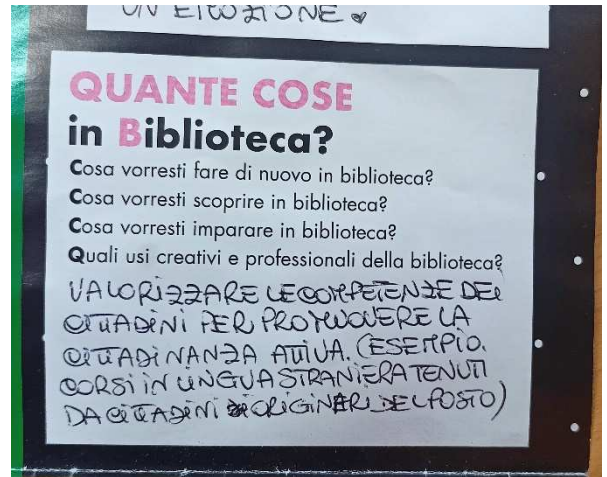 UN EMOZIONE
QUANTE COSE
in Biblioteca?
Cosa vorresti fare di nuovo in biblioteca?
Cosa vorresti scoprire in biblioteca?
Cosa vorresti imparare in biblioteca?
Quali usi creativi e professionali della biblioteca?
VALORIZZARE LE COMPETENZE DEI
CITTADINI PER PROMUOVERE LA
CITTADINANZA ATTIVA. (ESEMPIO.
CORSI IN LINGUA STRANIERA TENUTI
DA CITTADINI ORIGINARI DEL POSTO)